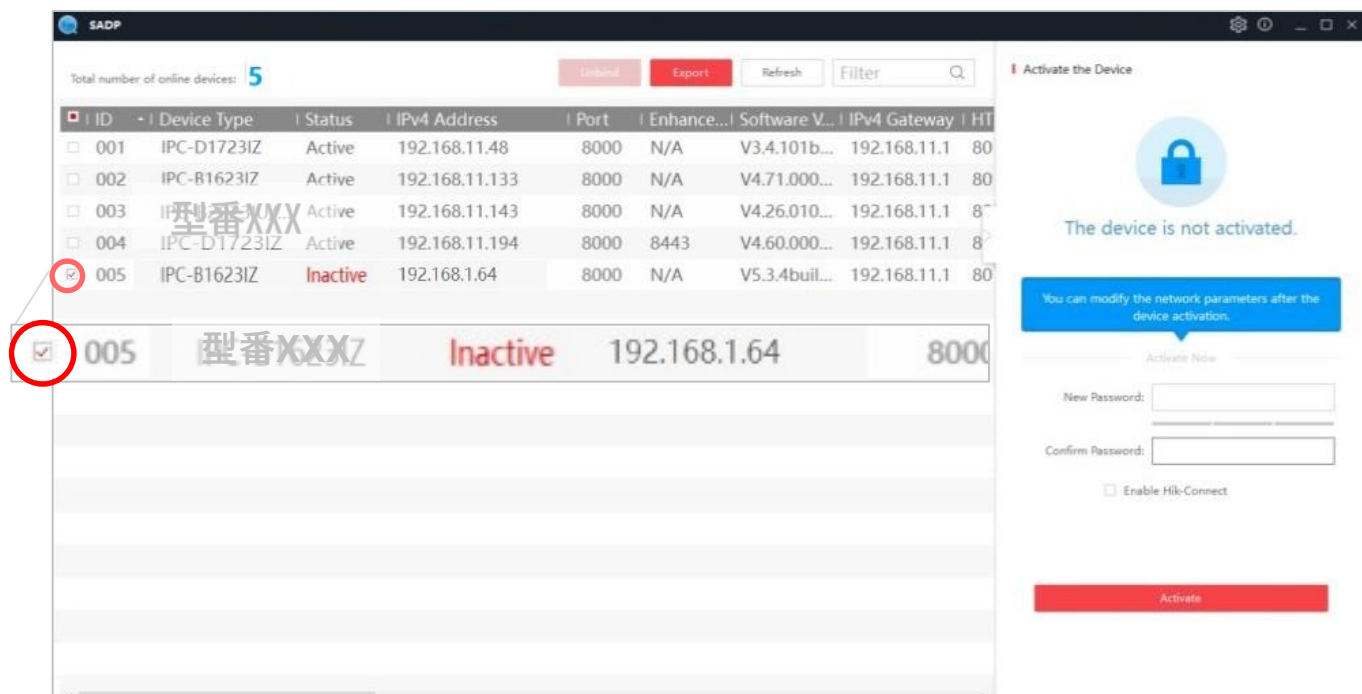 SADP
Total number of online devices: 5
Unbind Export Refresh Filter
ID Device Type Status IPv4 Address Port Enhance... Software V... IPv4 Gateway HT
001 IPC-D1723IZ Active 192.168.11.48 8000 N/A V3.4.101b... 192.168.11.1 80
002 IPC-B1623IZ Active 192.168.11.133 8000 N/A V4.71.000... 192.168.11.1 80
003 型番XXX Active 192.168.11.143 8000 N/A V4.26.010... 192.168.11.1
004 IPC-D1723IZ Active 192.168.11.194 8000 8443 V4.60.000... 192.168.11.1
005 IPC-B1623IZ Inactive 192.168.1.64 8000 N/A V5.3.4buil... 192.168.11.1 80
005 型番XXX Inactive 192.168.1.64 8000
Activate the Device
The device is not activated.
You can modify the network parameters after the
device activation.
Activate Now
New Password:
Confirm Password:
Enable Hik-Connect
Activate